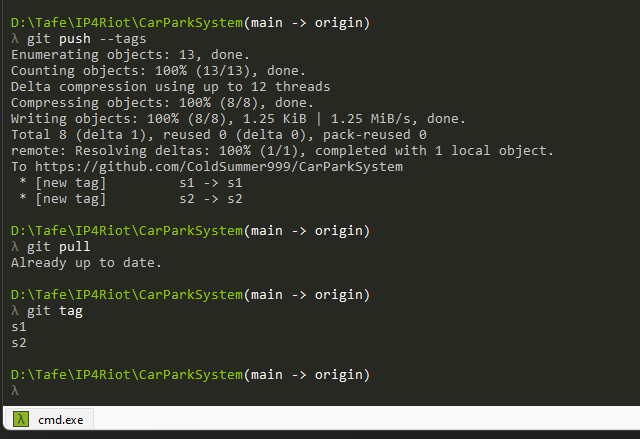 D:\Tafe\IP4Riot\CarParkSystem(main -> origin)
λ git push --tags
Enumerating objects: 13, done.
Counting objects: 100% (13/13), done.
Delta compression using up to 12 threads
Compressing objects: 100% (8/8), done.
Writing objects: 100% (8/8), 1.25 KiB | 1.25 MiB/s, done.
Total 8 (delta 1), reused 0 (delta 0), pack-reused 0
remote: Resolving deltas: 100% (1/1), completed with 1 local object.
To https://github.com/ColdSummer999/CarParkSystem
 * [new tag]         s1 -> s1
 * [new tag]         s2 -> s2
D:\Tafe\IP4Riot\CarParkSystem(main -> origin)
λ git pull
Already up to date.
D:\Tafe\IP4Riot\CarParkSystem(main -> origin)
λ git tag
s1
s2
D:\Tafe\IP4Riot\CarParkSystem(main -> origin)
λ
λ cmd.exe